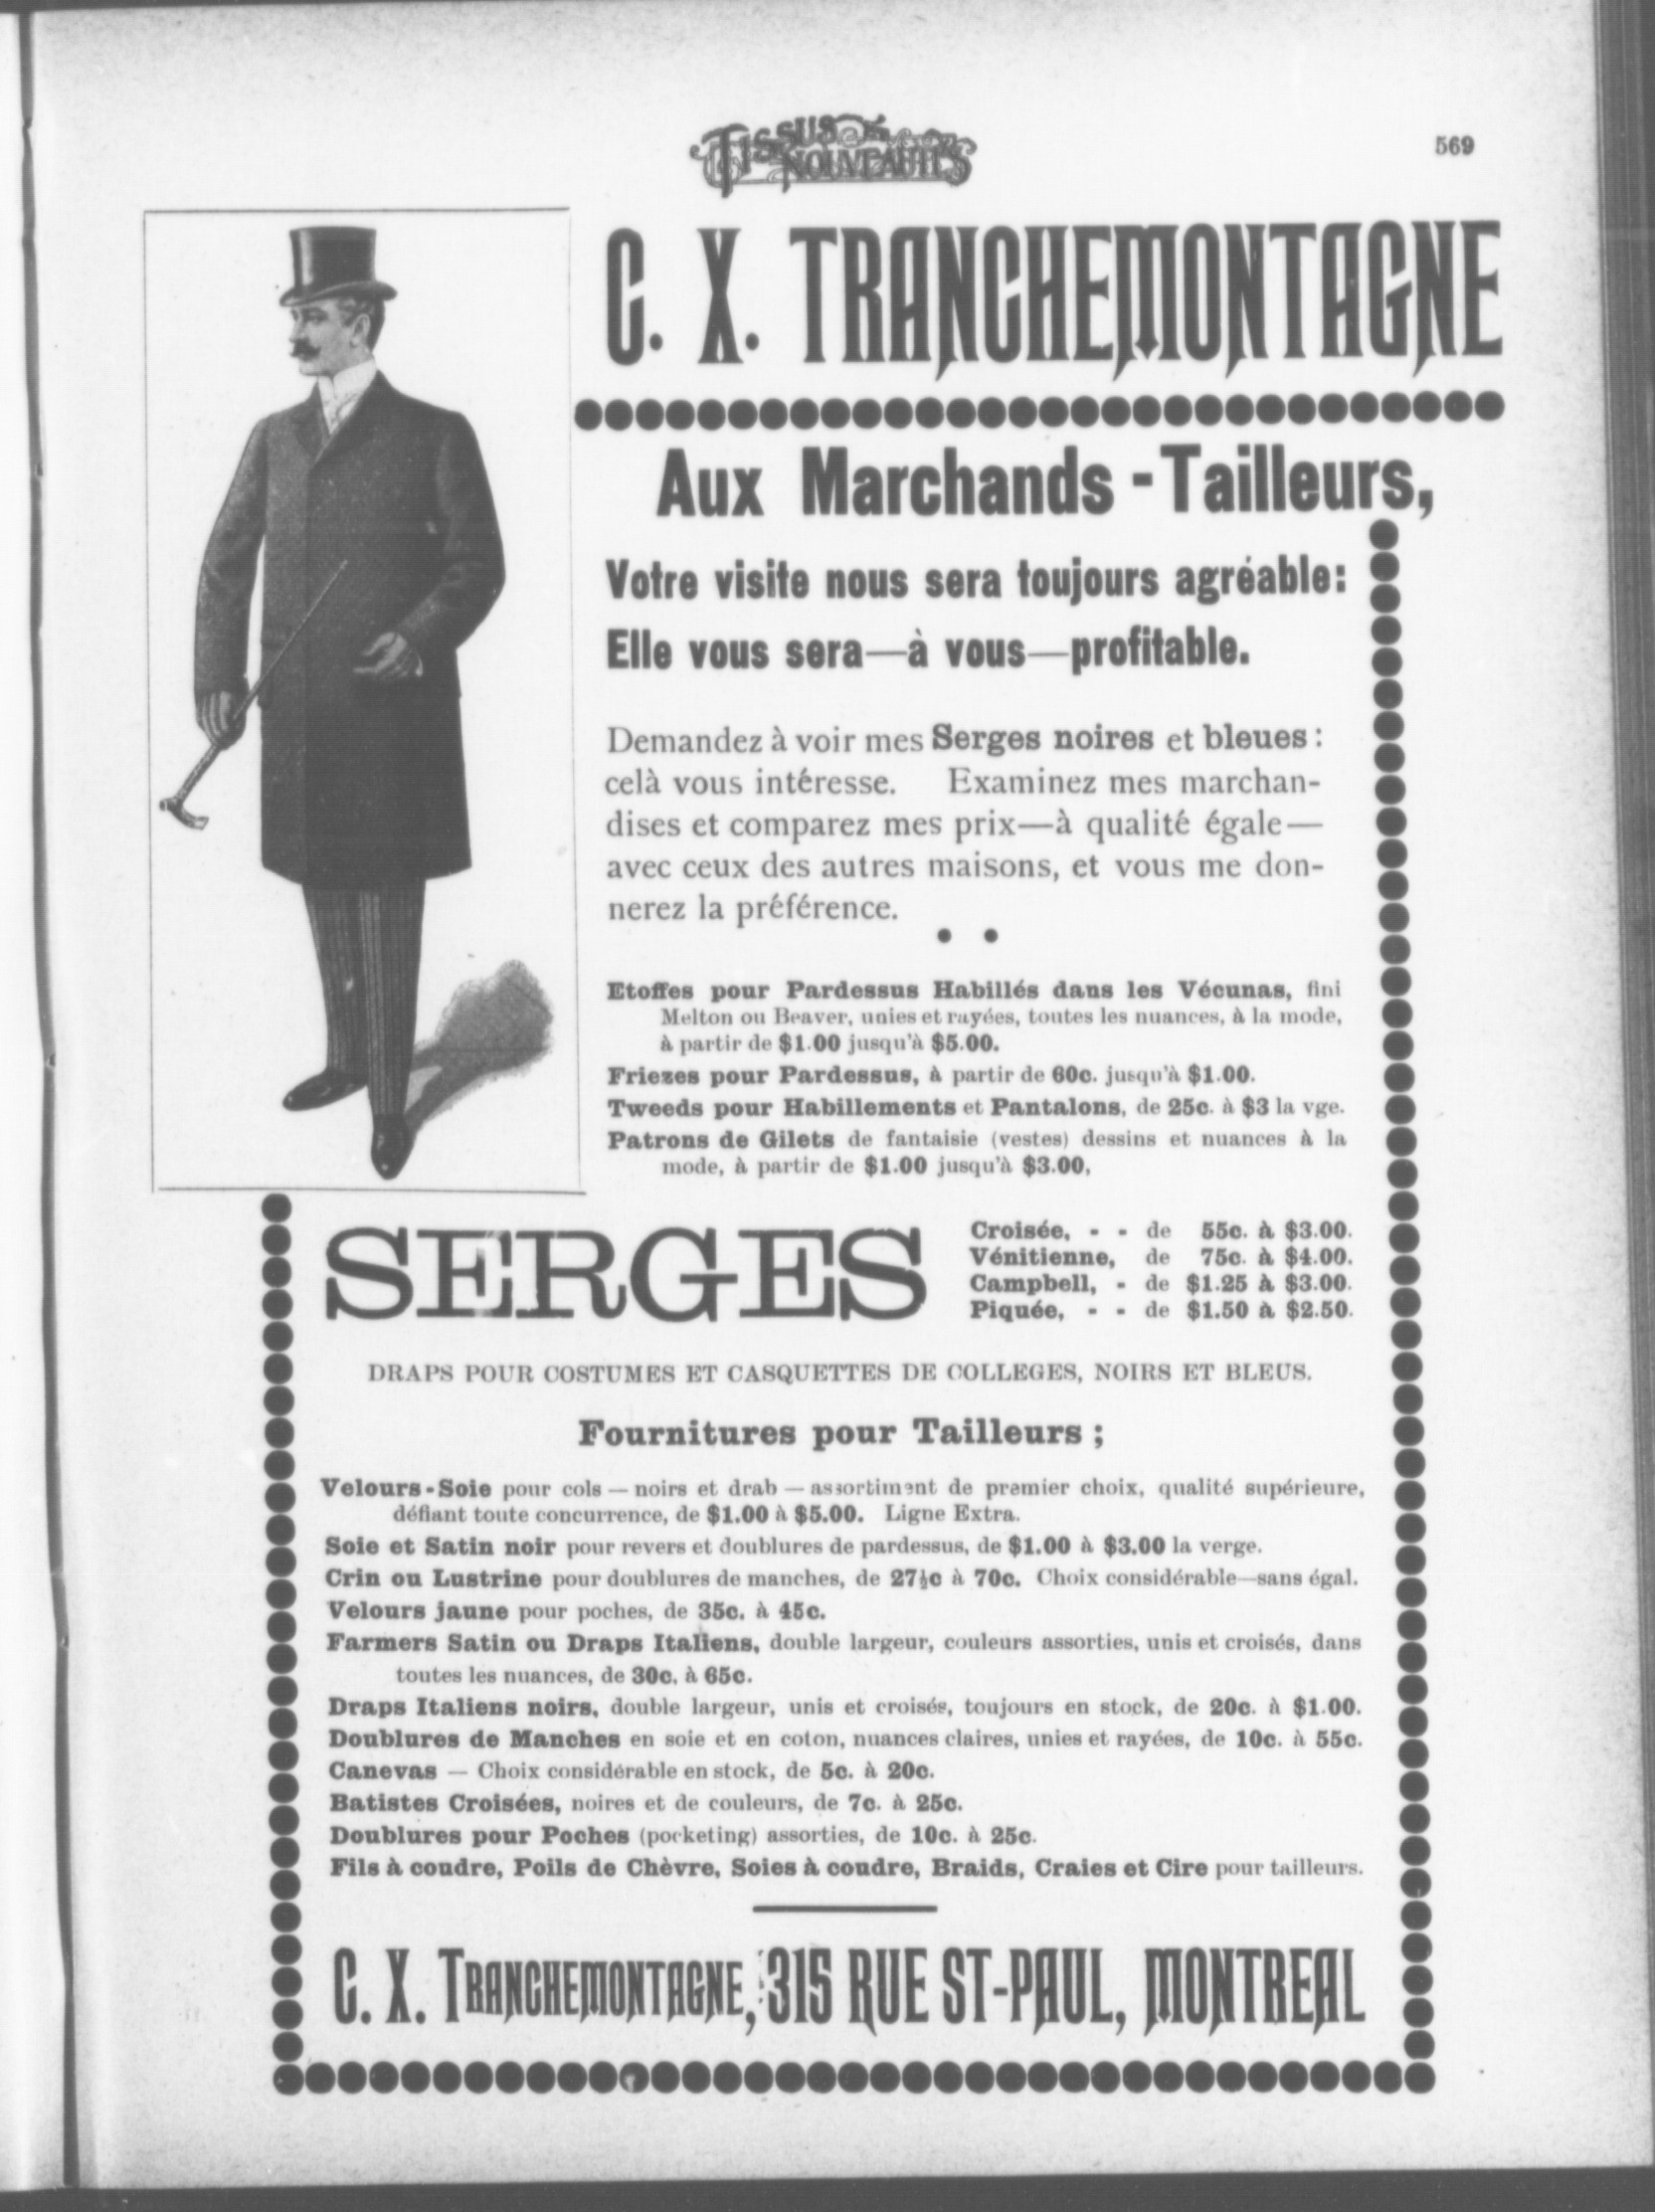 TISSUS ET NOUVEAUTÉS
569
C. X. TRANCHEMONTAGNE
Aux Marchands - Tailleurs,
Votre visite nous sera toujours agréable:
Elle vous sera—à vous—profitable.
Demandez à voir mes Serges noires et bleues :
celà vous intéresse. Examinez mes marchan-
dises et comparez mes prix—à qualité égale—
avec ceux des autres maisons, et vous me don-
nerez la préférence.
Etoffes pour Pardessus Habillés dans les Vécunas, fini
Melton ou Beaver, unies et rayées, toutes les nuances, à la mode,
à partir de $1.00 jusqu'à $5.00.
Friezes pour Pardessus, à partir de 60c. jusqu'à $1.00.
Tweeds pour Habillements et Pantalons, de 25c. à $3 la vge.
Patrons de Gilets de fantaisie (vestes) dessins et nuances à la
mode, à partir de $1.00 jusqu'à $3.00,
SERGES
Croisée, - - de 55c. à $3.00.
Vénitienne, de 75c. à $4.00.
Campbell, - de $1.25 à $3.00.
Piquée, - - de $1.50 à $2.50.
DRAPS POUR COSTUMES ET CASQUETTES DE COLLEGES, NOIRS ET BLEUS.
Fournitures pour Tailleurs ;
Velours-Soie pour cols — noirs et drab — assortiment de premier choix, qualité supérieure,
défiant toute concurrence, de $1.00 à $5.00. Ligne Extra.
Soie et Satin noir pour revers et doublures de pardessus, de $1.00 à $3.00 la verge.
Crin ou Lustrine pour doublures de manches, de 27½c à 70c. Choix considérable—sans égal.
Velours jaune pour poches, de 35c. à 45c.
Farmers Satin ou Draps Italiens, double largeur, couleurs assorties, unis et croisés, dans
toutes les nuances, de 30c. à 65c.
Draps Italiens noirs, double largeur, unis et croisés, toujours en stock, de 20c. à $1.00.
Doublures de Manches en soie et en coton, nuances claires, unies et rayées, de 10c. à 55c.
Canevas — Choix considérable en stock, de 5c. à 20c.
Batistes Croisées, noires et de couleurs, de 7c. à 25c.
Doublures pour Poches (pocketing) assorties, de 10c. à 25c.
Fils à coudre, Poils de Chèvre, Soies à coudre, Braids, Craies et Cire pour tailleurs.
C. X. TRANCHEMONTAGNE, 315 RUE ST-PAUL, MONTREAL